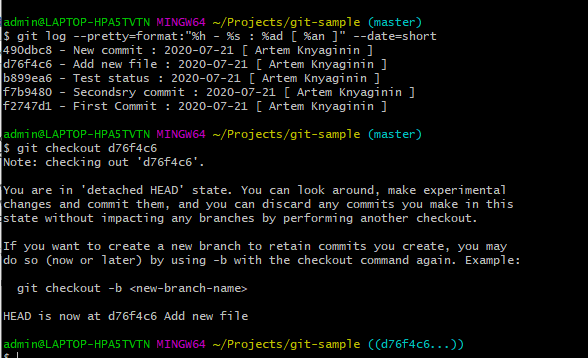 admin@LAPTOP-HPA5TVTN MINGW64 ~/Projects/git-sample (master)
$ git log --pretty=format:"%h - %s : %ad [ %an ]" --date=short
490dbc8 - New commit : 2020-07-21 [ Artem Knyaginin ]
d76f4c6 - Add new file : 2020-07-21 [ Artem Knyaginin ]
b899ea6 - Test status : 2020-07-21 [ Artem Knyaginin ]
f7b9480 - Secondsry commit : 2020-07-21 [ Artem Knyaginin ]
f2747d1 - First Commit : 2020-07-21 [ Artem Knyaginin ]
admin@LAPTOP-HPA5TVTN MINGW64 ~/Projects/git-sample (master)
$ git checkout d76f4c6
Note: checking out 'd76f4c6'.
You are in 'detached HEAD' state. You can look around, make experimental
changes and commit them, and you can discard any commits you make in this
state without impacting any branches by performing another checkout.
If you want to create a new branch to retain commits you create, you may
do so (now or later) by using -b with the checkout command again. Example:
git checkout -b <new-branch-name>
HEAD is now at d76f4c6 Add new file
admin@LAPTOP-HPA5TVTN MINGW64 ~/Projects/git-sample ((d76f4c6...))
$